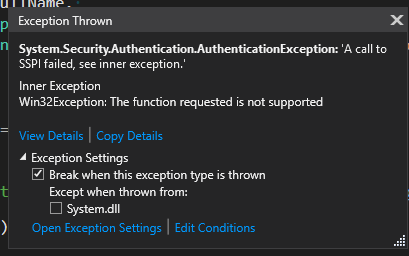 ullName.
Exception Thrown
System.Security.Authentication.AuthenticationException: 'A call to
SSPI failed, see inner exception.'
Inner Exception
Win32Exception: The function requested is not supported
View Details | Copy Details
Exception Settings
Break when this exception type is thrown
Except when thrown from:
System.dll
Open Exception Settings | Edit Conditions